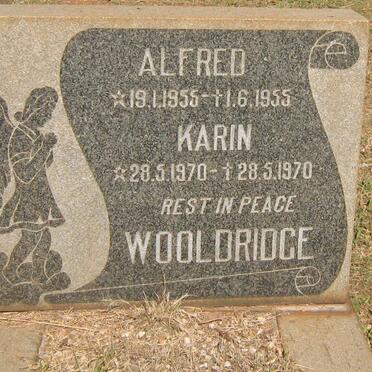 ALFRED
☆19.1.1955-†1.6.1955
KARIN
☆28.5.1970-†28.5.1970
REST IN PEACE
WOOLDRIDGE